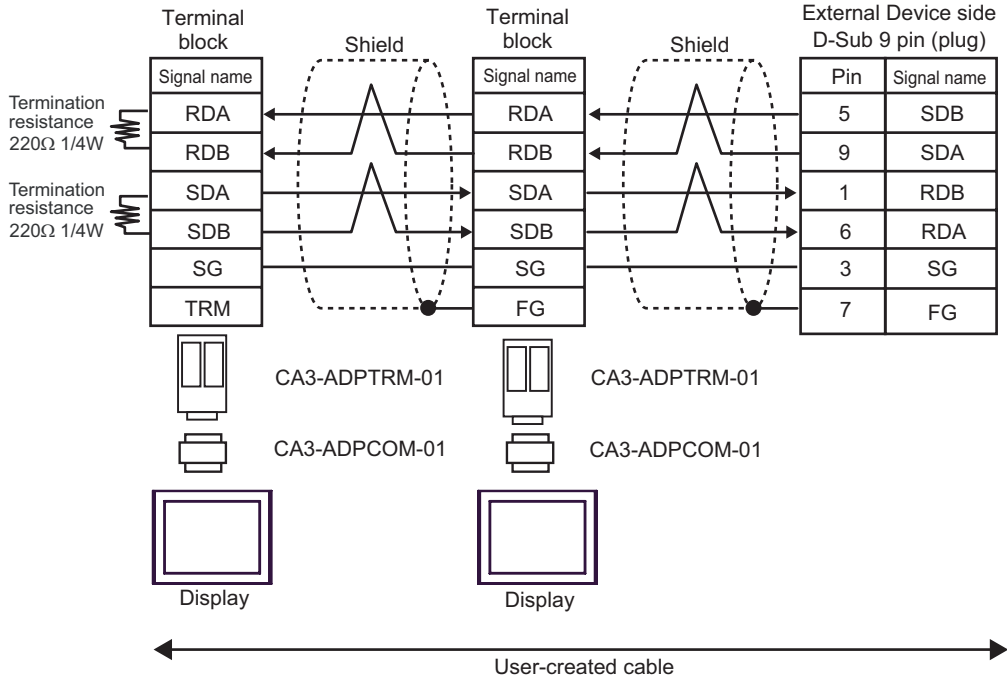 Terminal
block
Shield
Terminal
block
Shield
External Device side
D-Sub 9 pin (plug)
Signal name
Signal name
Pin
Signal name
Termination
resistance
220Ω 1/4W
RDA
RDA
5
SDB
RDB
RDB
9
SDA
Termination
resistance
220Ω 1/4W
SDA
SDA
1
RDB
SDB
SDB
6
RDA
SG
SG
3
SG
TRM
FG
7
FG
CA3-ADPTRM-01
CA3-ADPTRM-01
CA3-ADPCOM-01
CA3-ADPCOM-01
Display
Display
User-created cable